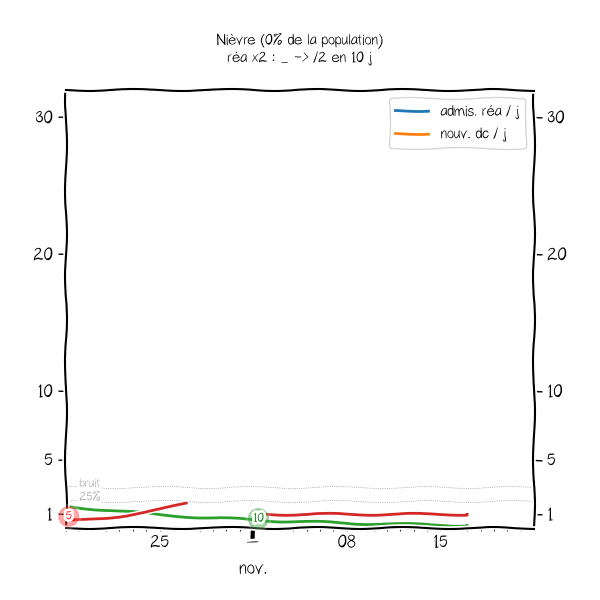 Nièvre (0% de la population)
réa x2 : _ -> /2 en 10 j
admis. réa / j
nouv. dc / j
30
30
20
20
10
10
5
5
bruit
25%
1
5
10
1
25
08
15
nov.